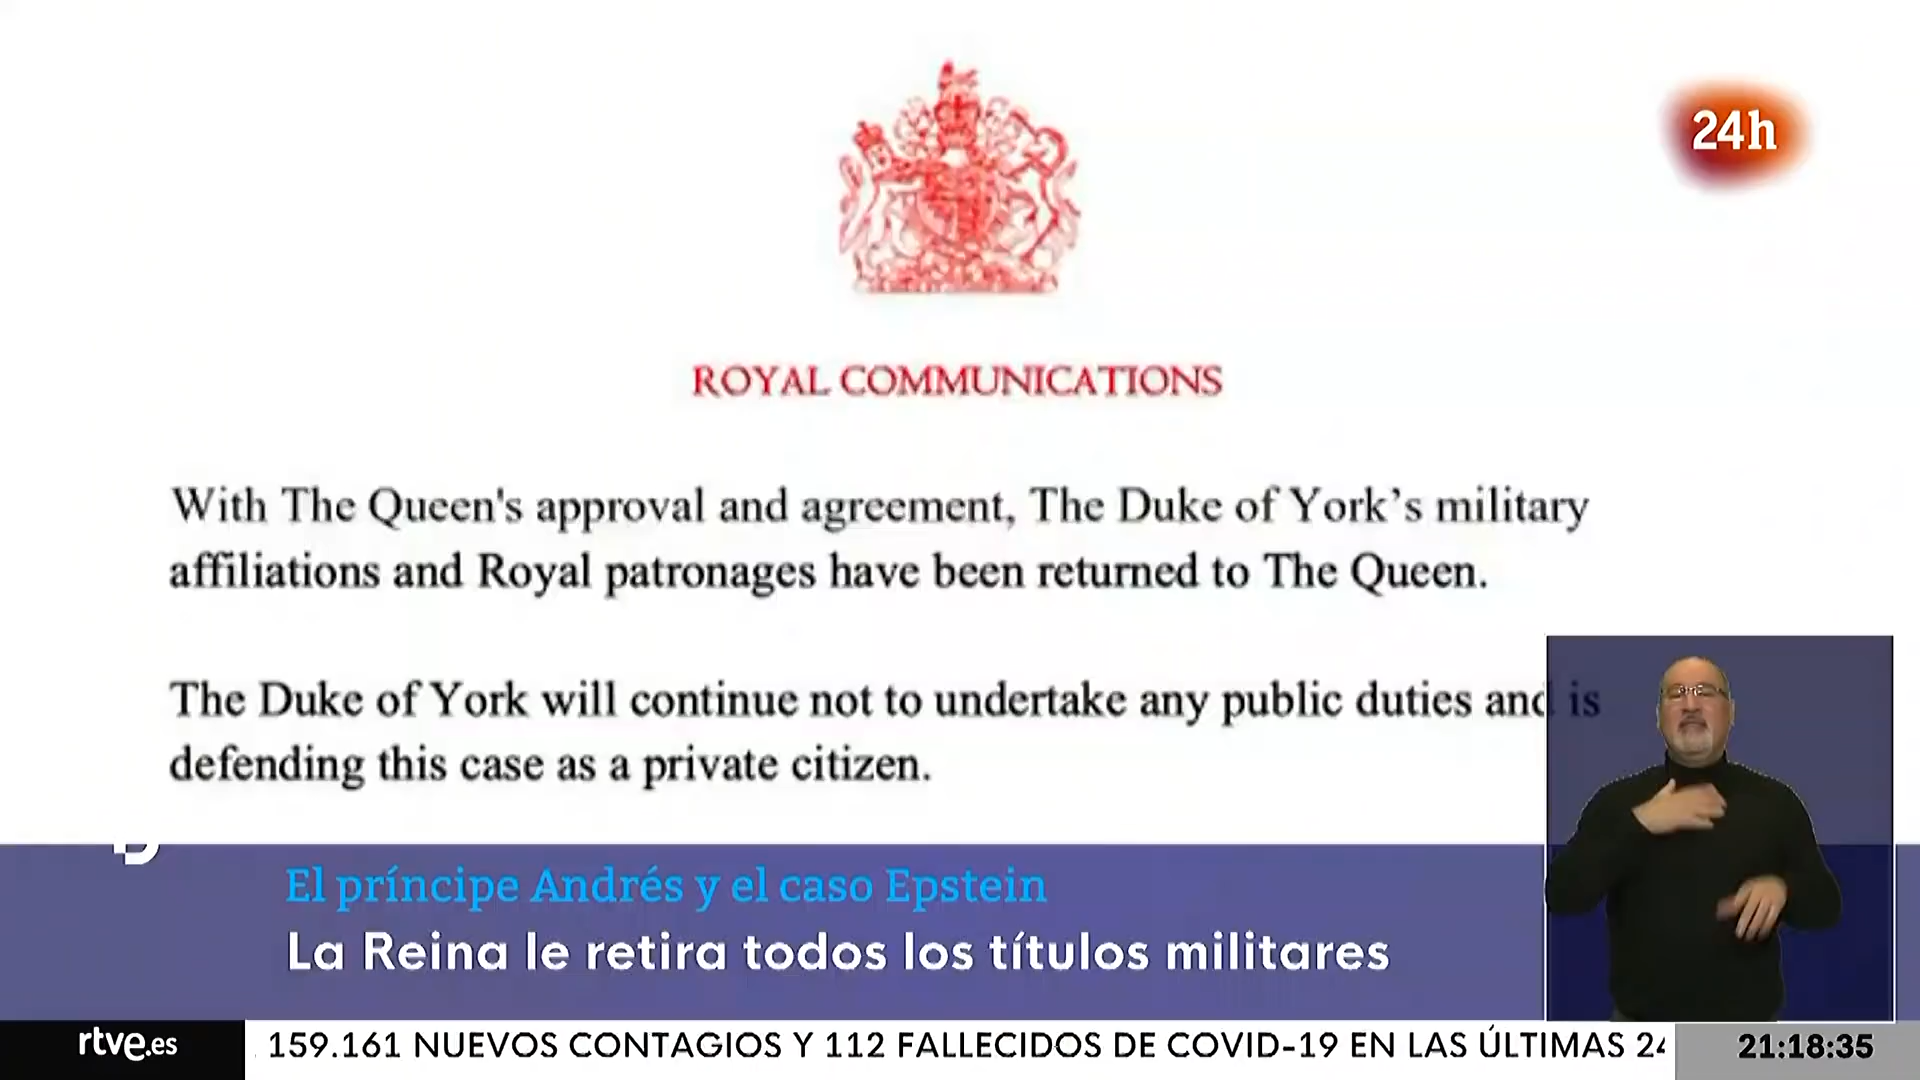 24h
ROYAL COMMUNICATIONS
With The Queen's approval and agreement, The Duke of York’s military
affiliations and Royal patronages have been returned to The Queen.
The Duke of York will continue not to undertake any public duties and is
defending this case as a private citizen.
El príncipe Andrés y el caso Epstein
La Reina le retira todos los títulos militares
rtve.es
159.161 NUEVOS CONTAGIOS Y 112 FALLECIDOS DE COVID-19 EN LAS ÚLTIMAS 24
21:18:35